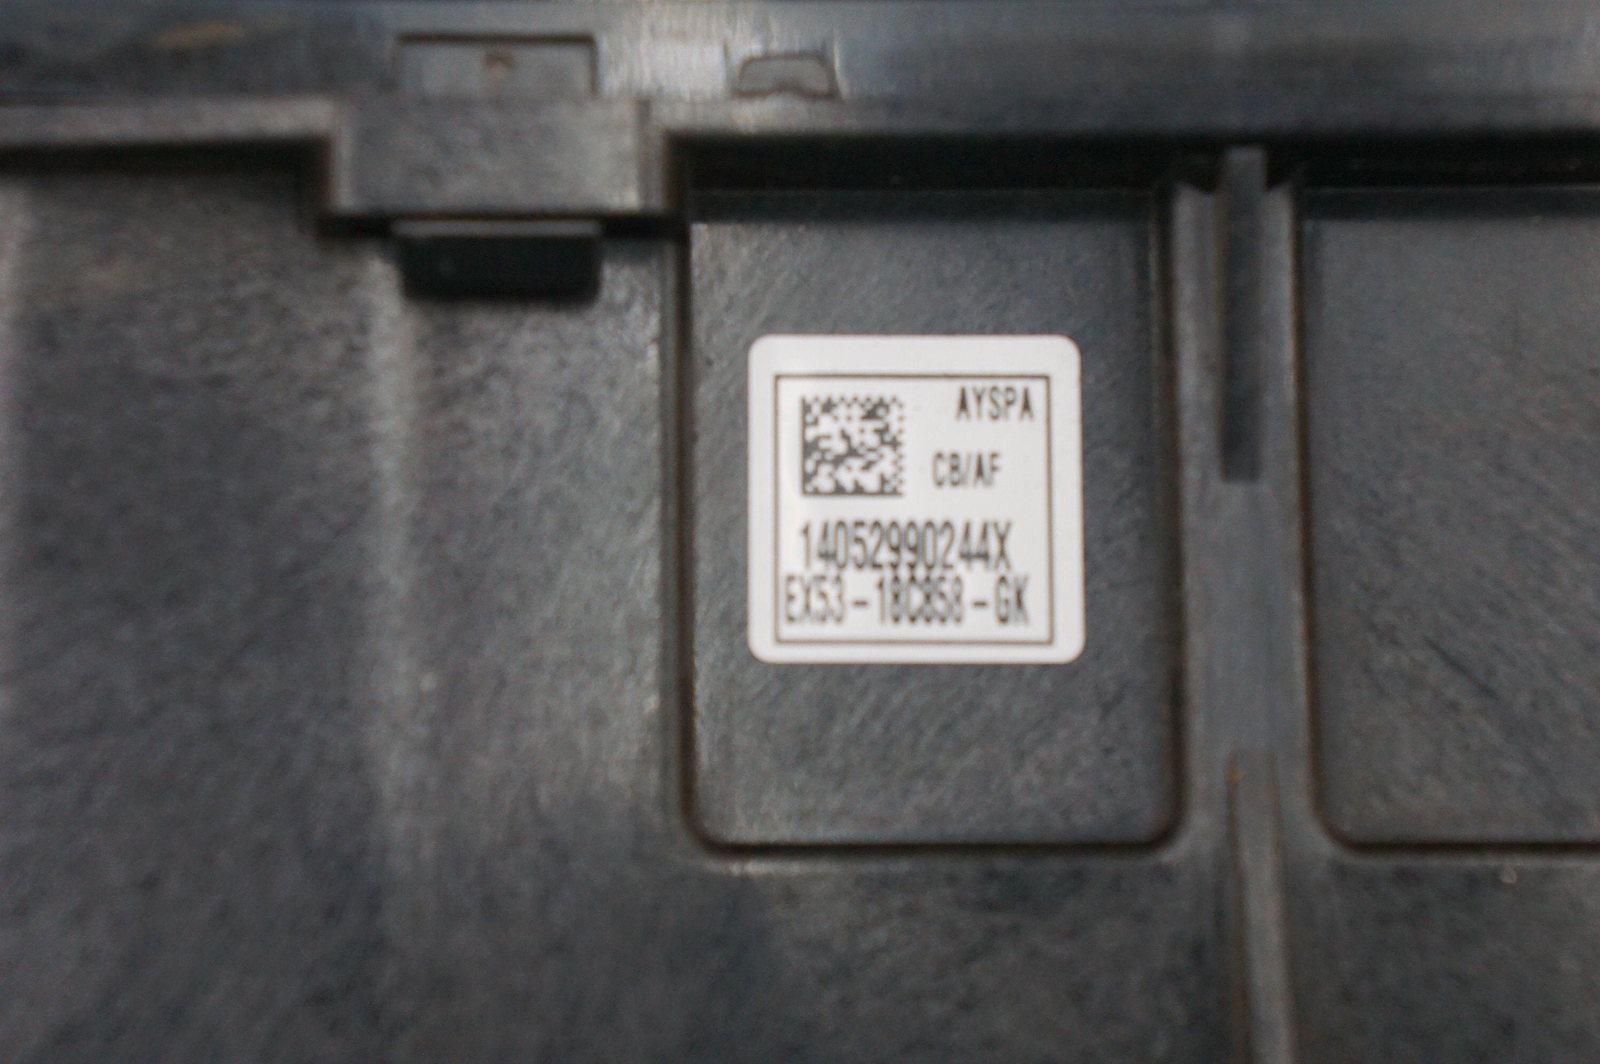 AYSPA
CB/AF
14052990244X
EX53-18C858-GK